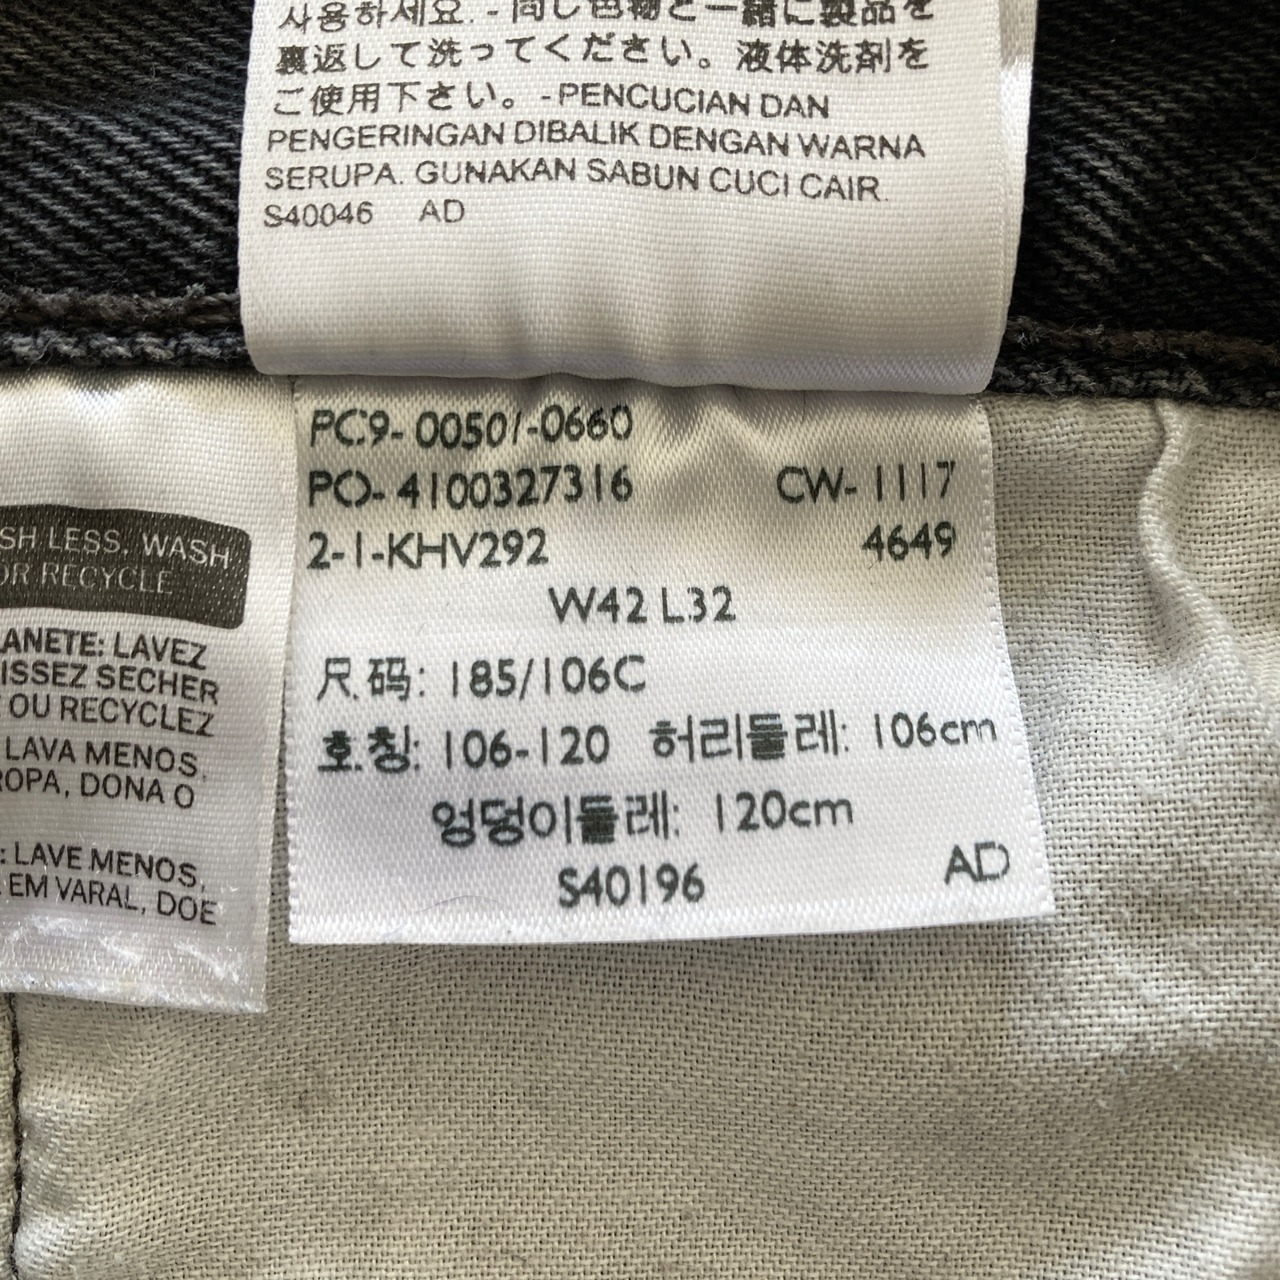 사용하세요. - 同じ色物と一緒に製品を
裏返して洗ってください。液体洗剤を
ご使用下さい。-PENCUCIAN DAN
PENGERINGAN DIBALIK DENGAN WARNA
SERUPA. GUNAKAN SABUN CUCI CAIR.
S40046 AD
SH LESS. WASH
OR RECYCLE
ANETE: LAVEZ
ISSEZ SECHER
OU RECYCLEZ
LAVA MENOS,
ROPA, DONA O
: LAVE MENOS,
EM VARAL, DOE
PC9- 00501-0660
PO- 4100327316 CW- 1117
2-1-KHV292 4649
W42 L32
尺码: 185/106C
호칭: 106-120 허리둘레: 106cm
엉덩이둘레: 120cm
S40196 AD